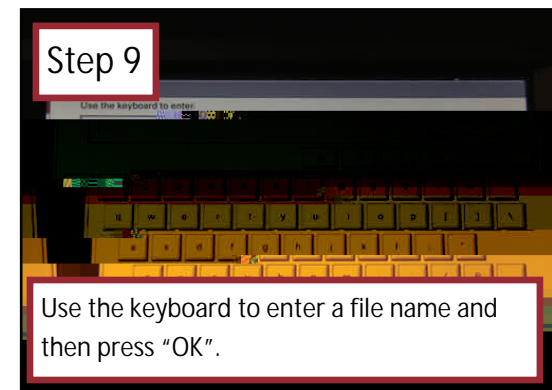 Step 9
Use the keyboard to enter
q w e r t y u i o p [ ] \
a s d f g h j k l ; '
Use the keyboard to enter a file name and
then press “OK”.